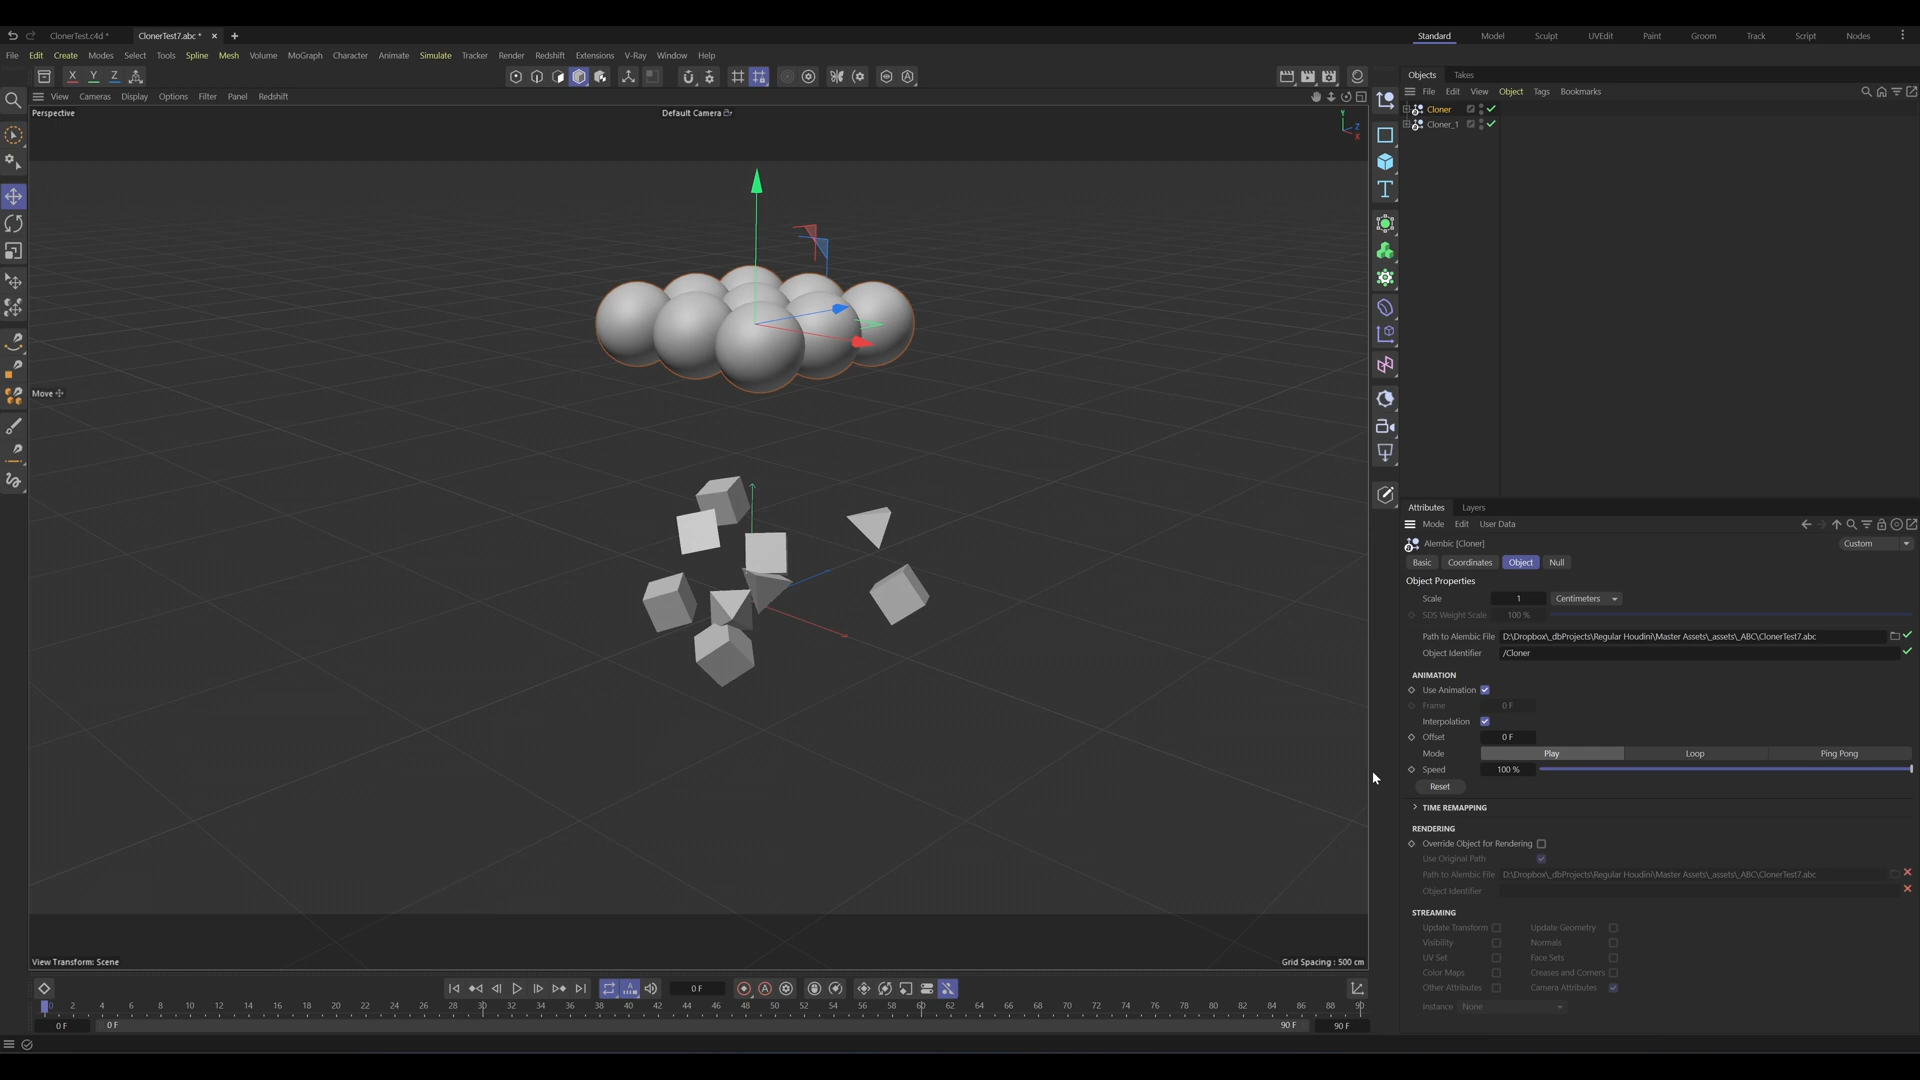 ClonerTest.c4d *
ClonerTest7.abc *
Standard Model Sculpt UVEdit Paint Groom Track Script Nodes
File Edit Create Modes Select Tools Spline Mesh Volume MoGraph Character Animate Simulate Tracker Render Redshift Extensions V-Ray Window Help
X Y Z
Objects Takes
View Cameras Display Options Filter Panel Redshift
File Edit View Object Tags Bookmarks
Perspective
Default Camera
Y
Z
X
Cloner
Cloner_1
Move
Attributes Layers
Mode Edit User Data
Alembic [Cloner]
Custom
Basic Coordinates Object Null
Object Properties
Scale 1 Centimeters
SDS Weight Scale 100 %
Path to Alembic File D:\Dropbox\_dbProjects\Regular Houdini\Master Assets\_assets\_ABC\ClonerTest7.abc
Object Identifier /Cloner
ANIMATION
Use Animation
Frame 0 F
Interpolation
Offset 0 F
Mode Play Loop Ping Pong
Speed 100 %
Reset
TIME REMAPPING
RENDERING
Override Object for Rendering
Use Original Path
Path to Alembic File D:\Dropbox\_dbProjects\Regular Houdini\Master Assets\_assets\_ABC\ClonerTest7.abc
Object Identifier
STREAMING
Update Transform Update Geometry
Visibility Normals
UV Set Face Sets
Color Maps Creases and Corners
Other Attributes Camera Attributes
Instance None
View Transform: Scene
Grid Spacing : 500 cm
0 F
0 2 4 6 8 10 12 14 16 18 20 22 24 26 28 30 32 34 36 38 40 42 44 46 48 50 52 54 56 58 60 62 64 66 68 70 72 74 76 78 80 82 84 86 88 90
0 F 0 F 90 F 90 F